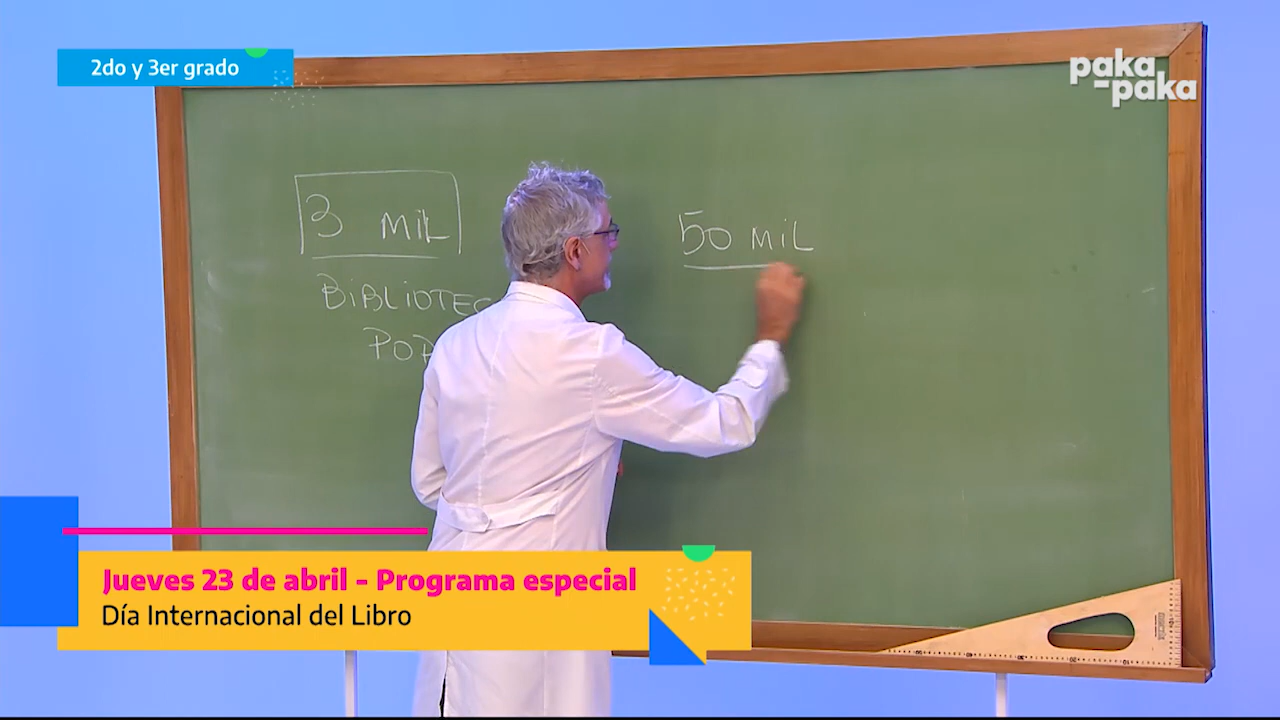 2do y 3er grado
paka
-paka
3 MiL
50 MiL
BiBLiOTEC
POP
Jueves 23 de abril - Programa especial
Día Internacional del Libro